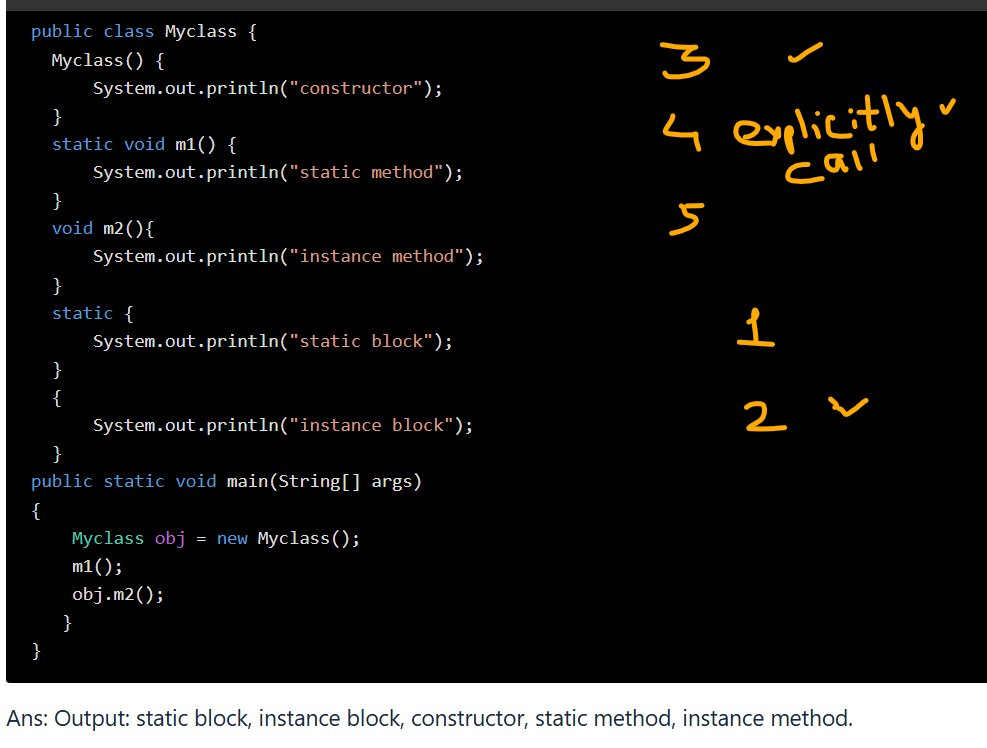 public class Myclass {
Myclass() {
System.out.println("constructor");
}
static void m1() {
System.out.println("static method");
}
void m2(){
System.out.println("instance method");
}
static {
System.out.println("static block");
}
{
System.out.println("instance block");
}
public static void main(String[] args)
{
Myclass obj = new Myclass();
m1();
obj.m2();
}
}
3
4 explicitly
call
5
1
2
Ans: Output: static block, instance block, constructor, static method, instance method.